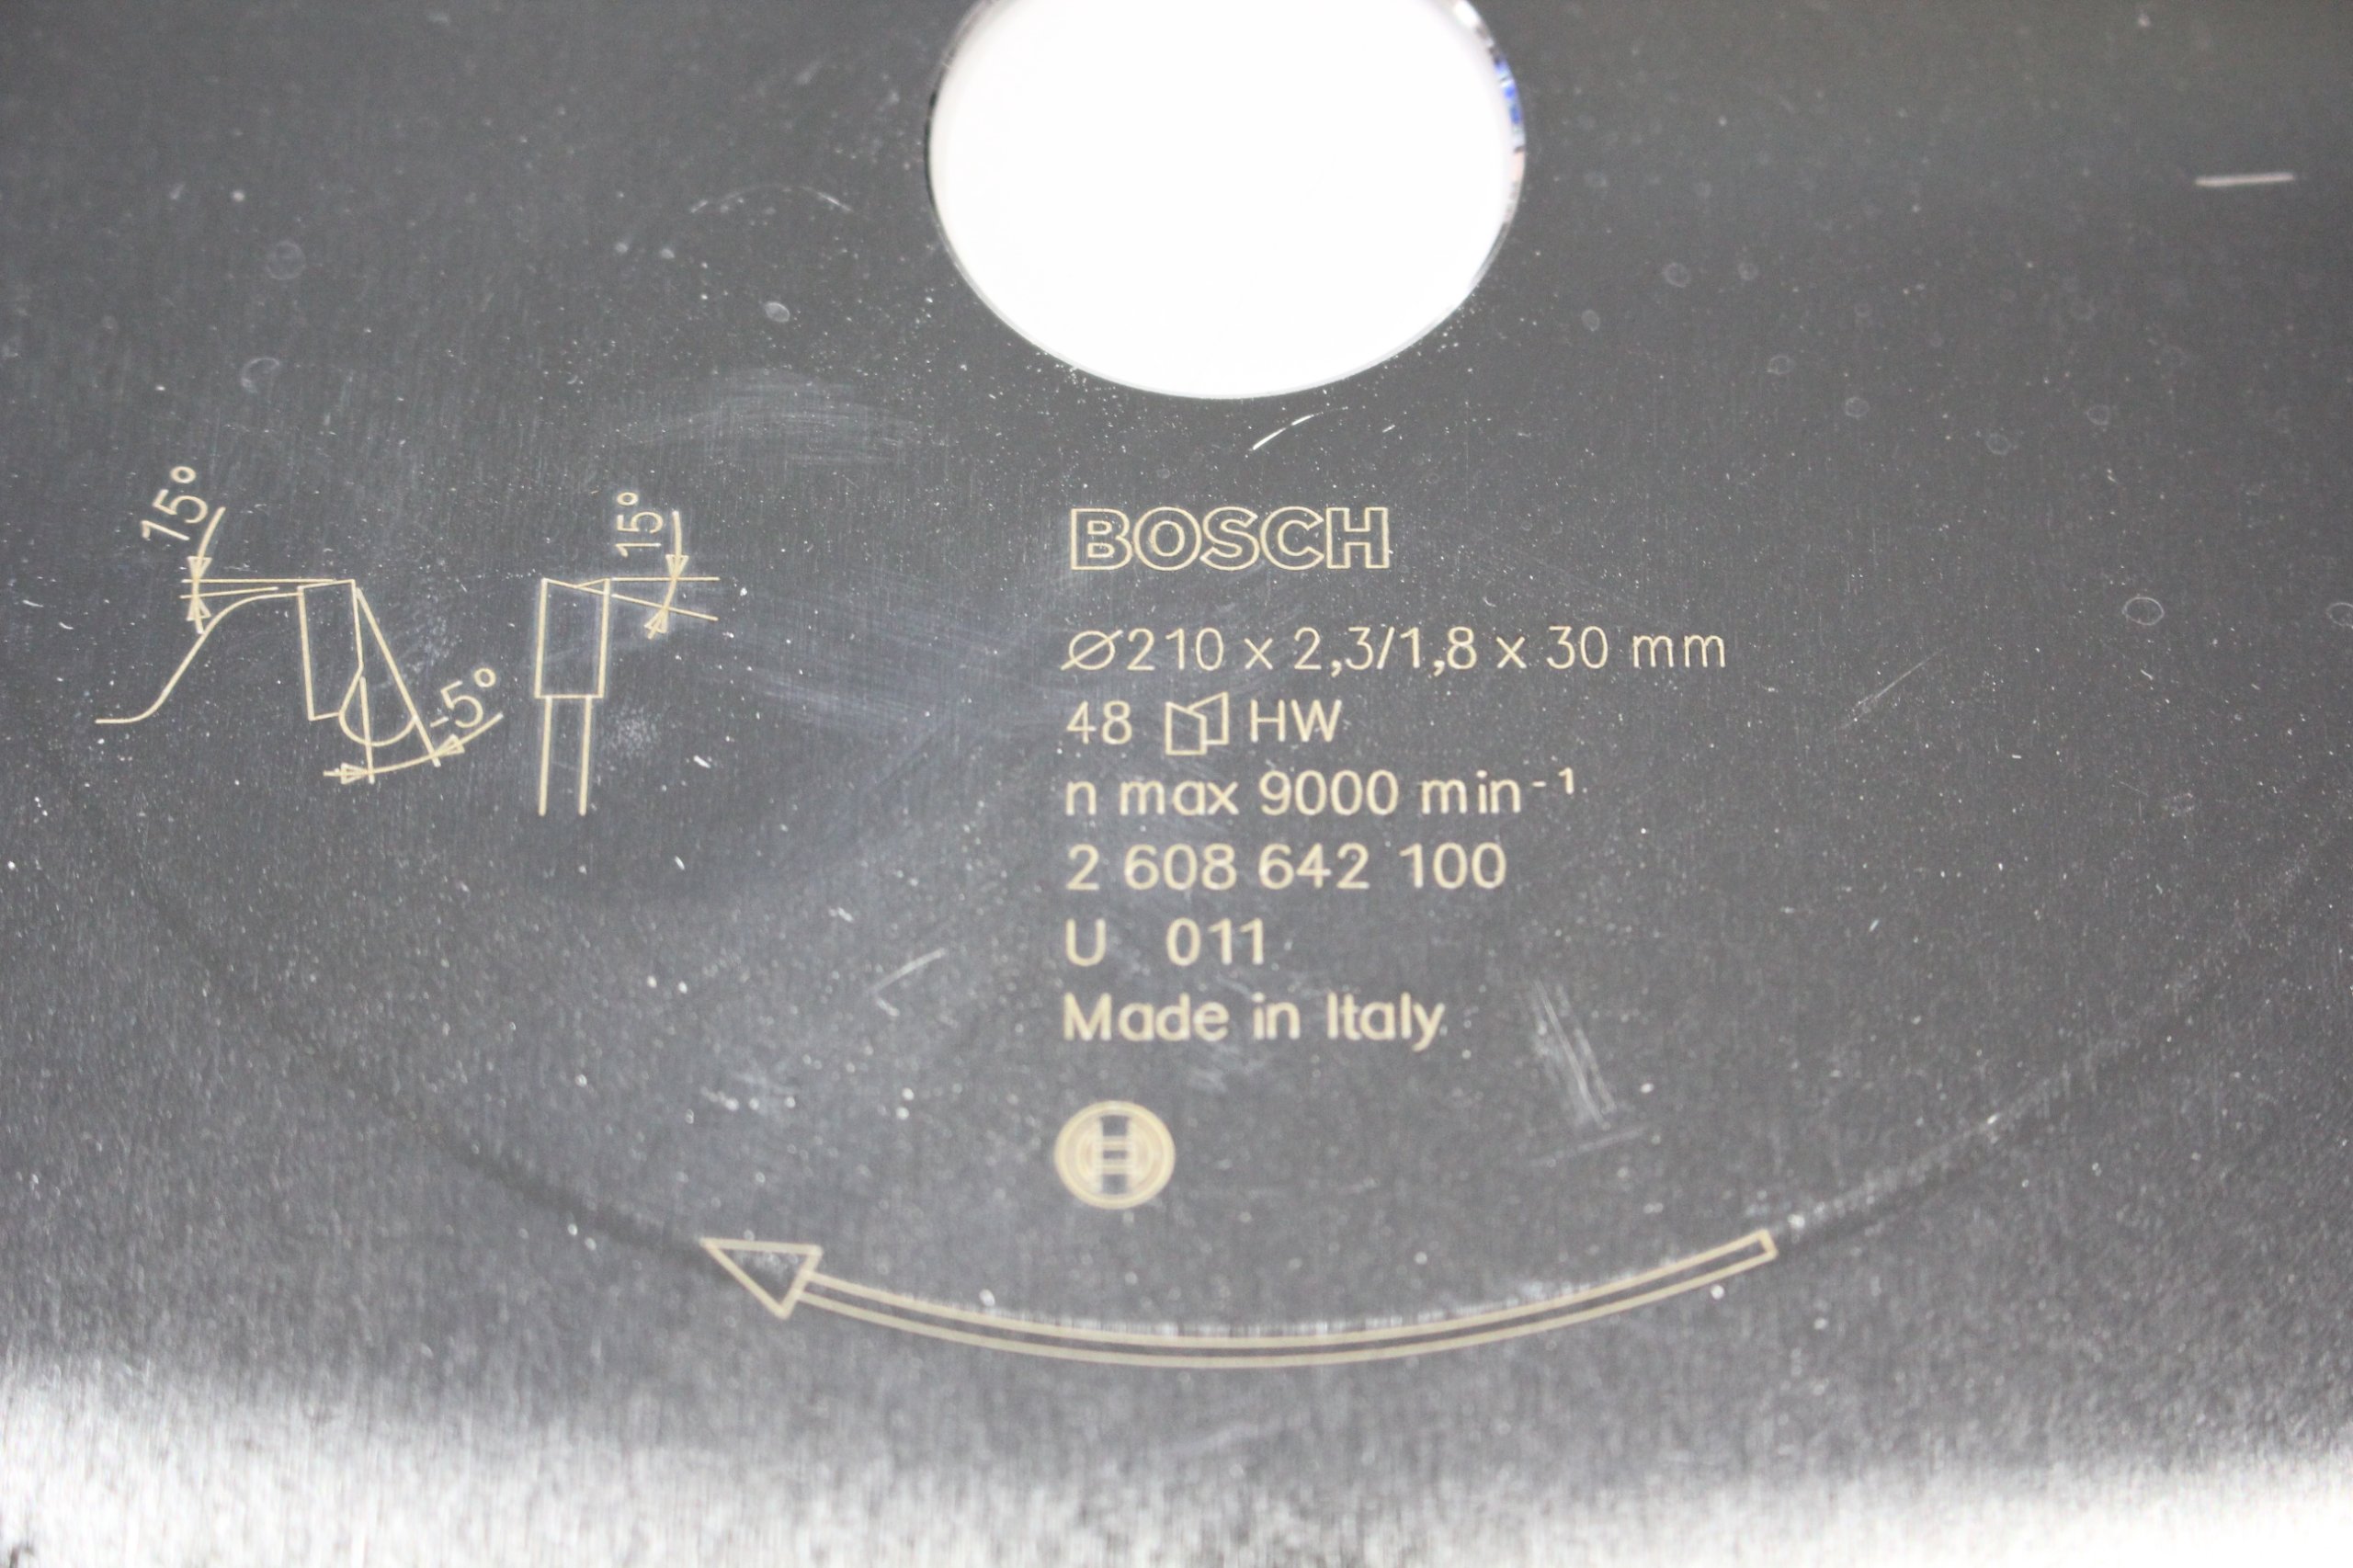 15°
-5°
15°
BOSCH
⌀210 x 2,3/1,8 x 30 mm
48 HW
n max 9000 min⁻¹
2 608 642 100
U 011
Made in Italy